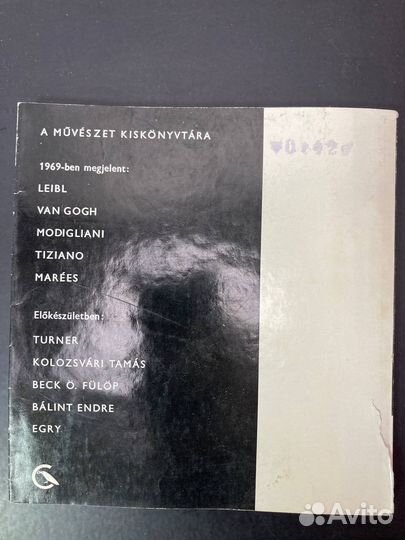 A MŰVÉSZET KISKÖNYVTÁRA
1969-ben megjelent:
LEIBL
VAN GOGH
MODIGLIANI
TIZIANO
MARÉES
Előkészületben:
TURNER
KOLOZSVÁRI TAMÁS
BECK Ö. FÜLÖP
BÁLINT ENDRE
EGRY
Avito